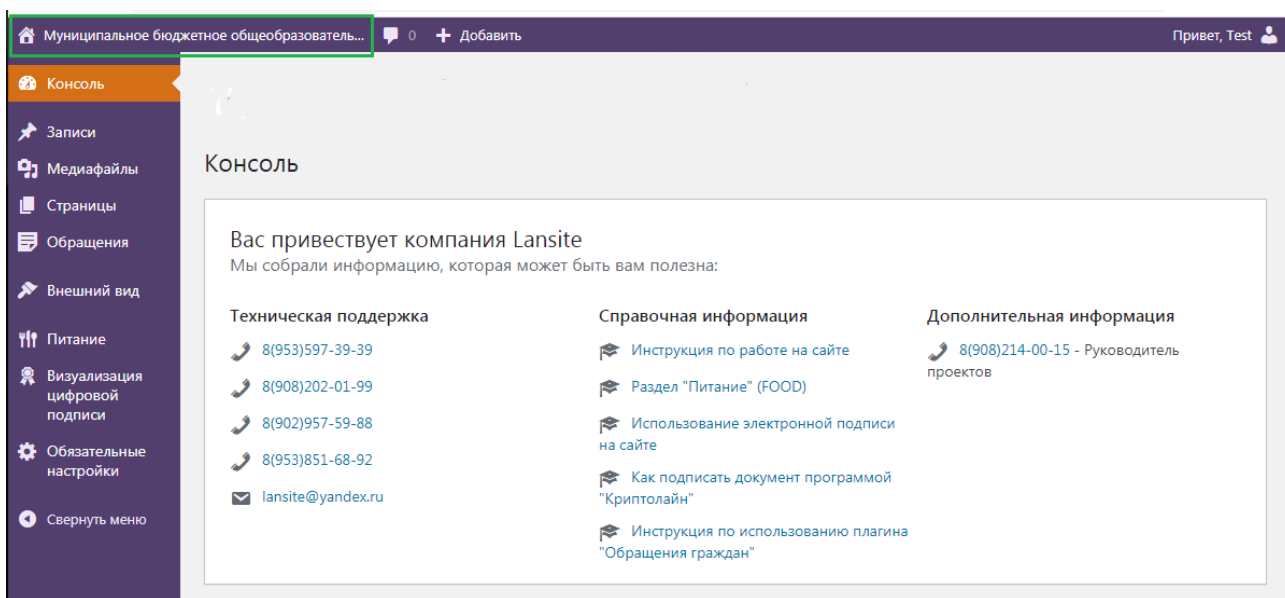 Муниципальное бюджетное общеобразователь... 0 Добавить Привет, Test
Консоль
Записи
Медиафайлы
Страницы
Обращения
Внешний вид
Питание
Визуализация
цифровой
подписи
Обязательные
настройки
Свернуть меню
Консоль
Вас привествует компания Lansite
Мы собрали информацию, которая может быть вам полезна:
Техническая поддержка
8(953)597-39-39
8(908)202-01-99
8(902)957-59-88
8(953)851-68-92
lansite@yandex.ru
Справочная информация
Инструкция по работе на сайте
Раздел "Питание" (FOOD)
Использование электронной подписи
на сайте
Как подписать документ программой
"Криптолайн"
Инструкция по использованию плагина
"Обращения граждан"
Дополнительная информация
8(908)214-00-15 - Руководитель
проектов